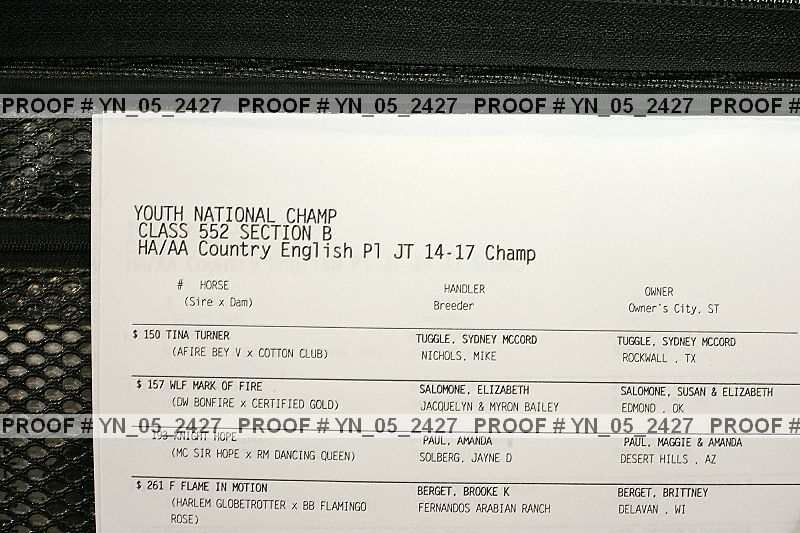 PROOF # YN_05_2427 PROOF # YN_05_2427 PROOF # YN_05_2427 PROOF #
YOUTH NATIONAL CHAMP
CLASS 552 SECTION B
HA/AA Country English Pl JT 14-17 Champ
# HORSE HANDLER OWNER
(Sire x Dam) Breeder Owner's City, ST
$ 150 TINA TURNER TUGGLE, SYDNEY MCCORD TUGGLE, SYDNEY MCCORD
(AFIRE BEY V x COTTON CLUB) NICHOLS, MIKE ROCKWALL , TX
$ 157 WLF MARK OF FIRE SALOMONE, ELIZABETH SALOMONE, SUSAN & ELIZABETH
(DW BONFIRE x CERTIFIED GOLD) JACQUELYN & MYRON BAILEY EDMOND , OK
PROOF # YN_05_2427 PROOF # YN_05_2427 PROOF # YN_05_2427 PROOF #
KNIGHT HOPE PAUL, AMANDA PAUL, MAGGIE & AMANDA
(MC SIR HOPE x RM DANCING QUEEN) SOLBERG, JAYNE D DESERT HILLS , AZ
$ 261 F FLAME IN MOTION BERGET, BROOKE K BERGET, BRITTNEY
(HARLEM GLOBETROTTER x BB FLAMINGO FERNANDOS ARABIAN RANCH DELAVAN , WI
ROSE)